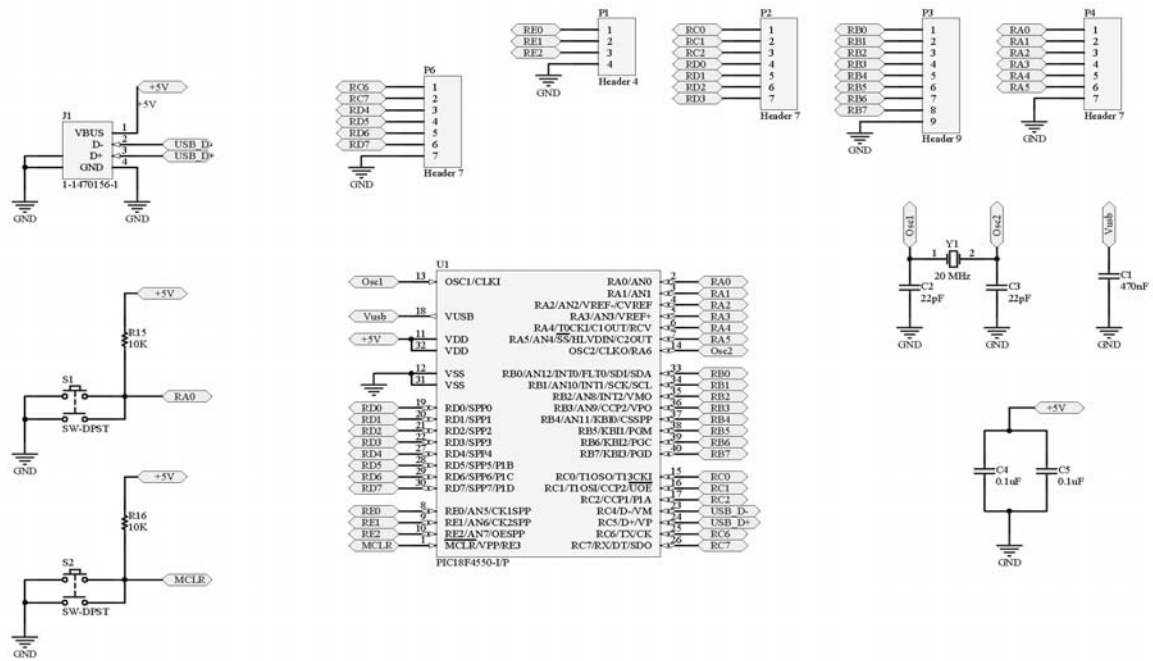 P1
RE0 1
RE1 2
RE2 3
4
GND
Header 4
P2
RC0 1
RC1 2
RC2 3
RD0 4
RD1 5
RD2 6
RD3 7
Header 7
P3
RB0 1
RB1 2
RB2 3
RB3 4
RB4 5
RB5 6
RB6 7
RB7 8
9
GND
Header 9
P4
RA0 1
RA1 2
RA2 3
RA3 4
RA4 5
RA5 6
7
GND
Header 7
P6
RC6 1
RC7 2
RD4 3
RD5 4
RD6 5
RD7 6
7
GND
Header 7
+5V
+5V
J1
VBUS 1
D- 2 USB_D-
D+ 3 USB_D+
GND 4
1-1470156-1
GND
GND
Osc1
Osc2
Vusb
1 Y1 2
20 MHz
C2
22pF
C3
22pF
C1
470nF
GND
GND
GND
+5V
R15
10K
S1
RA0
SW-DPST
GND
+5V
R16
10K
S2
MCLR
SW-DPST
GND
U1
Osc1 13 OSC1/CLKI
Vusb 18 VUSB
+5V 11 VDD
32 VDD
12 VSS
31 VSS
GND
RD0 19 RD0/SPP0
RD1 20 RD1/SPP1
RD2 21 RD2/SPP2
RD3 22 RD3/SPP3
RD4 27 RD4/SPP4
RD5 28 RD5/SPP5/P1B
RD6 29 RD6/SPP6/P1C
RD7 30 RD7/SPP7/P1D
RE0 8 RE0/AN5/CK1SPP
RE1 9 RE1/AN6/CK2SPP
RE2 10 RE2/AN7/OESPP
MCLR 1 MCLR/VPP/RE3
RA0/AN0 2 RA0
RA1/AN1 RA1
RA2/AN2/VREF-/CVREF 4 RA2
RA3/AN3/VREF+ 5 RA3
RA4/T0CKI/C1OUT/RCV 6 RA4
RA5/AN4/SS/HLVDIN/C2OUT 7 RA5
OSC2/CLKO/RA6 14 Osc2
RB0/AN12/INT0/FLT0/SDI/SDA 33 RB0
RB1/AN10/INT1/SCK/SCL 34 RB1
RB2/AN8/INT2/VMO 35 RB2
RB3/AN9/CCP2/VPO 36 RB3
RB4/AN11/KBI0/CSSPP 37 RB4
RB5/KBI1/PGM 38 RB5
RB6/KBI2/PGC 39 RB6
RB7/KBI3/PGD 40 RB7
RC0/T1OSO/T13CKI 15 RC0
RC1/T1OSI/CCP2/UOE 16 RC1
RC2/CCP1/P1A 17 RC2
RC4/D-/VM 23 USB_D-
RC5/D+/VP 24 USB_D+
RC6/TX/CK 25 RC6
RC7/RX/DT/SDO 26 RC7
PIC18F4550-I/P
+5V
C4
0.1uF
C5
0.1uF
GND